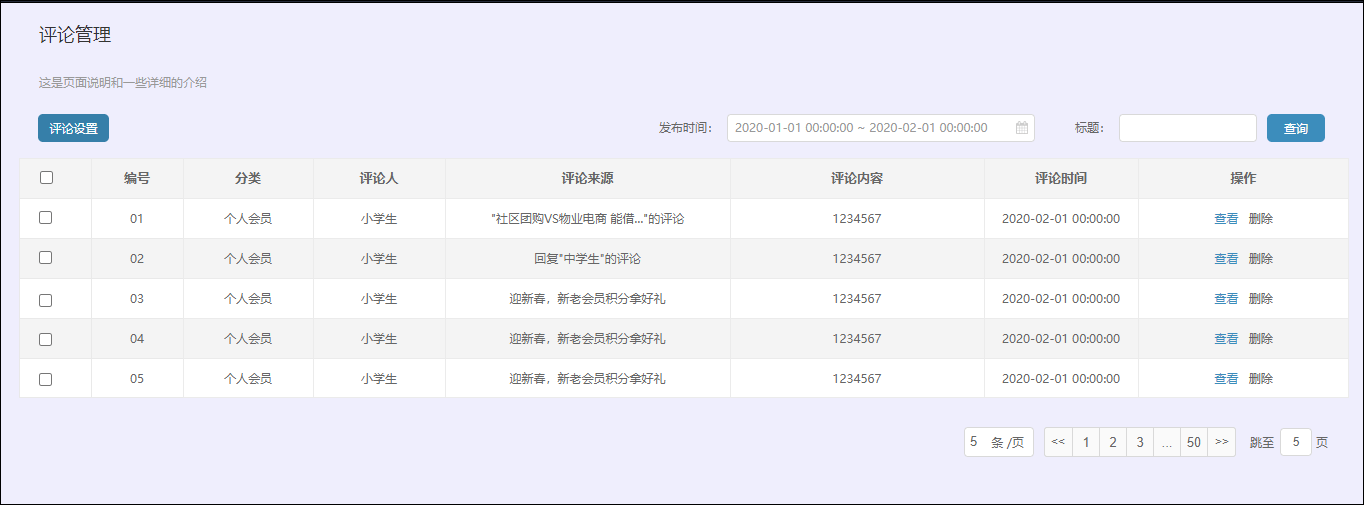 评论管理
这是页面说明和一些详细的介绍
评论设置 发布时间： 2020-01-01 00:00:00 ~ 2020-02-01 00:00:00 标题： 查询
编号 分类 评论人 评论来源 评论内容 评论时间 操作
01 个人会员 小学生 "社区团购VS物业电商 能借..."的评论 1234567 2020-02-01 00:00:00 查看 删除
02 个人会员 小学生 回复"中学生"的评论 1234567 2020-02-01 00:00:00 查看 删除
03 个人会员 小学生 迎新春，新老会员积分拿好礼 1234567 2020-02-01 00:00:00 查看 删除
04 个人会员 小学生 迎新春，新老会员积分拿好礼 1234567 2020-02-01 00:00:00 查看 删除
05 个人会员 小学生 迎新春，新老会员积分拿好礼 1234567 2020-02-01 00:00:00 查看 删除
5 条 /页 << 1 2 3 ... 50 >> 跳至 5 页